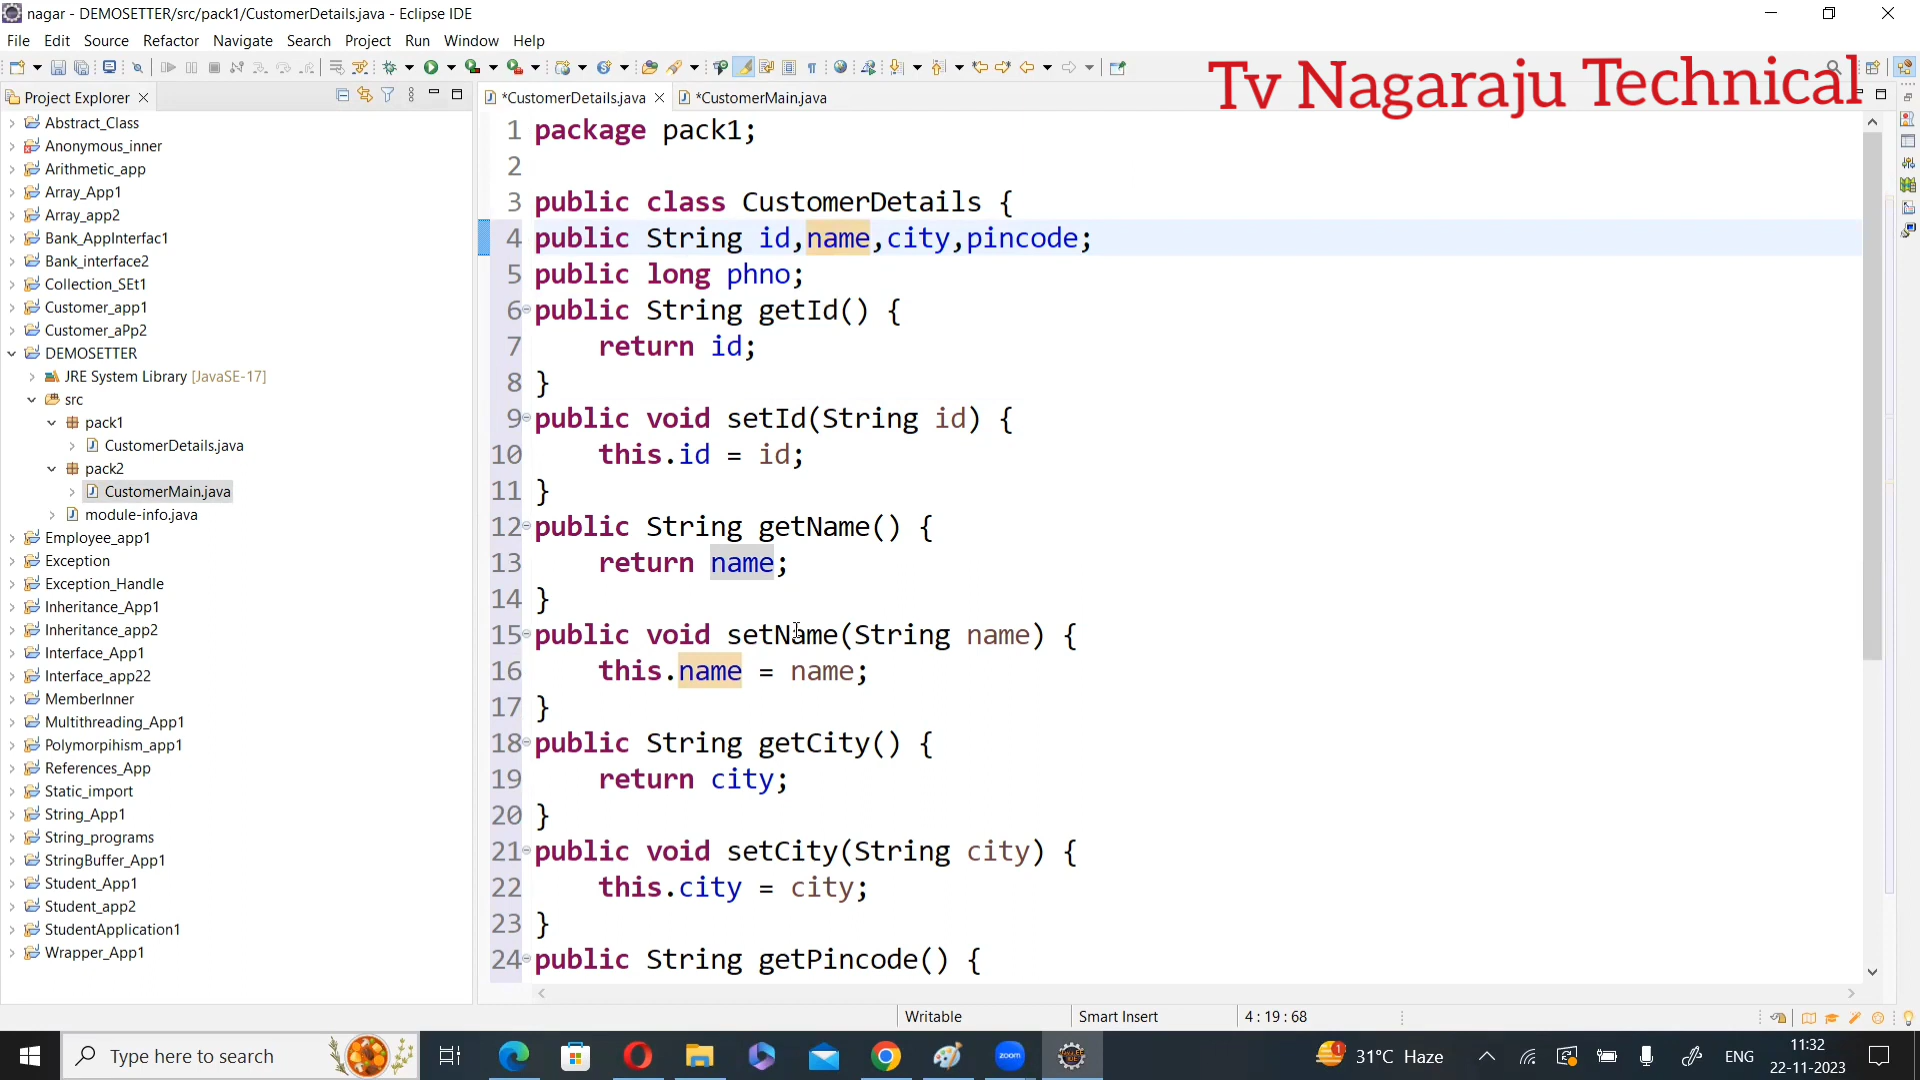 nagar - DEMOSETTER/src/pack1/CustomerDetails.java - Eclipse IDE
File Edit Source Refactor Navigate Search Project Run Window Help
Tv Nagaraju Technical
Project Explorer
*CustomerDetails.java *CustomerMain.java
Abstract_Class
Anonymous_inner
Arithmetic_app
Array_App1
Array_app2
Bank_AppInterfac1
Bank_interface2
Collection_SEt1
Customer_app1
Customer_aPp2
DEMOSETTER
JRE System Library [JavaSE-17]
src
pack1
CustomerDetails.java
pack2
CustomerMain.java
module-info.java
Employee_app1
Exception
Exception_Handle
Inheritance_App1
Inheritance_app2
Interface_App1
Interface_app22
MemberInner
Multithreading_App1
Polymorpihism_app1
References_App
Static_import
String_App1
String_programs
StringBuffer_App1
Student_App1
Student_app2
StudentApplication1
Wrapper_App1
1 package pack1;
2
3 public class CustomerDetails {
4 public String id,name,city,pincode;
5 public long phno;
6 public String getId() {
7 return id;
8 }
9 public void setId(String id) {
10 this.id = id;
11 }
12 public String getName() {
13 return name;
14 }
15 public void setName(String name) {
16 this.name = name;
17 }
18 public String getCity() {
19 return city;
20 }
21 public void setCity(String city) {
22 this.city = city;
23 }
24 public String getPincode() {
Writable Smart Insert 4 : 19 : 68
Type here to search
zoom
31°C Haze
ENG
11:32
22-11-2023